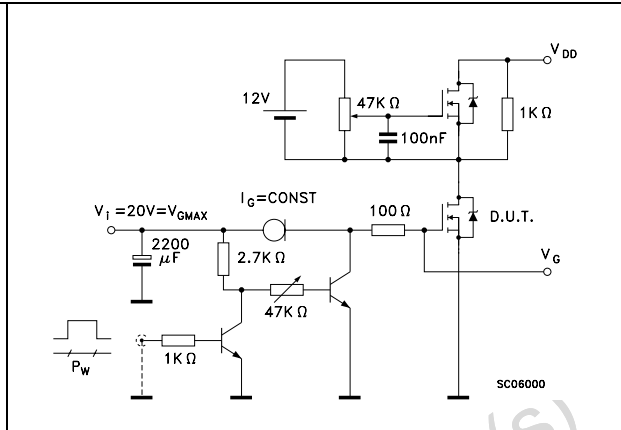 V DD
12V
47K Ω
1K Ω
100nF
I G =CONST
V i =20V=V GMAX
100 Ω
D.U.T.
2200
μF
2.7K Ω
V G
47K Ω
1K Ω
P W
SC06000
(s)